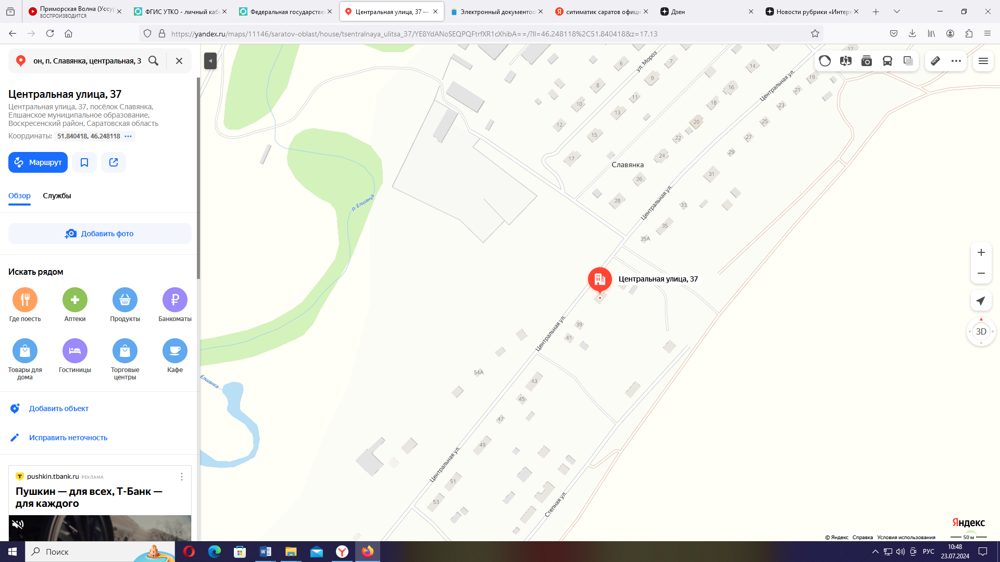 Приморская Волна (Уссур
ВОСПРОИЗВОДИТСЯ
ФГИС УТКО - личный каб
Федеральная государствен
Центральная улица, 37 —
Электронный документоо
ситиматик саратов офиц
Дзен
Новости рубрики «Интере
https://yandex.ru/maps/11146/saratov-oblast/house/tsentralnaya_ulitsa_37/YE8YdANoSEQPQFtrfXR1cXhibA==/?ll=46.248118%2C51.840418&z=17.13
он, п. Славянка, центральная, 3
Центральная улица, 37
Центральная улица, 37, посёлок Славянка,
Елшанское муниципальное образование,
Воскресенский район, Саратовская область
Координаты: 51.840418, 46.248118
Маршрут
Обзор
Службы
Добавить фото
Искать рядом
Где поесть
Аптеки
Продукты
Банкоматы
Товары для
дома
Гостиницы
Торговые
центры
Кафе
Добавить объект
Исправить неточность
pushkin.tbank.ru РЕКЛАМА
Пушкин — для всех, Т-Банк —
для каждого
17
ул. Мороз
6
7
14
Центральная ул.
8
9
16
19
21
11
10
18
23
13
12
20
25
15
22
27
24
29
17
Славянка
31
26
28
33
р. Елшанка
Центральная ул.
35
35А
Центральная улица, 37
39
Центральная ул.
41
54А
43
Елшанка
45
47
49
Центральная ул.
51
53
Степная ул.
3D
Яндекс
© Яндекс Справка Условия использования
50 м
Поиск
РУС
10:48
23.07.2024